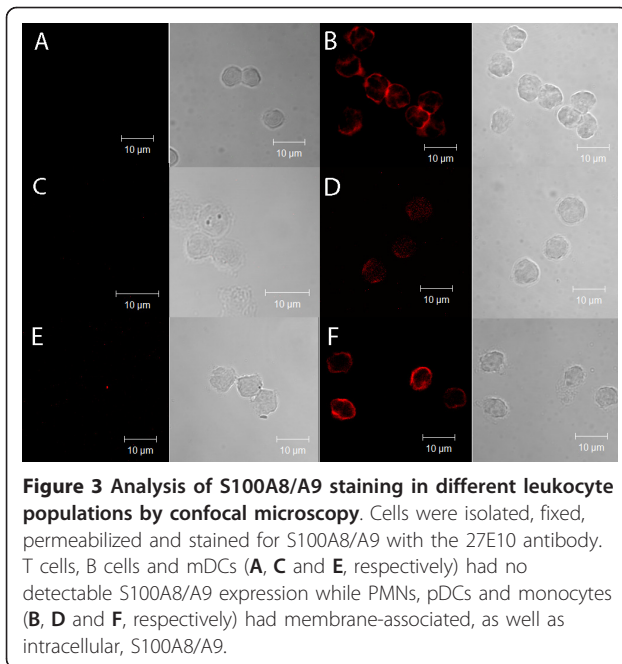 A
B
10 µm
10 µm
10 µm
10 µm
C
D
10 µm
10 µm
10 µm
10 µm
E
F
10 µm
10 µm
10 µm
10 µm
Figure 3 Analysis of S100A8/A9 staining in different leukocyte
populations by confocal microscopy. Cells were isolated, fixed,
permeabilized and stained for S100A8/A9 with the 27E10 antibody.
T cells, B cells and mDCs (A, C and E, respectively) had no
detectable S100A8/A9 expression while PMNs, pDCs and monocytes
(B, D and F, respectively) had membrane-associated, as well as
intracellular, S100A8/A9.